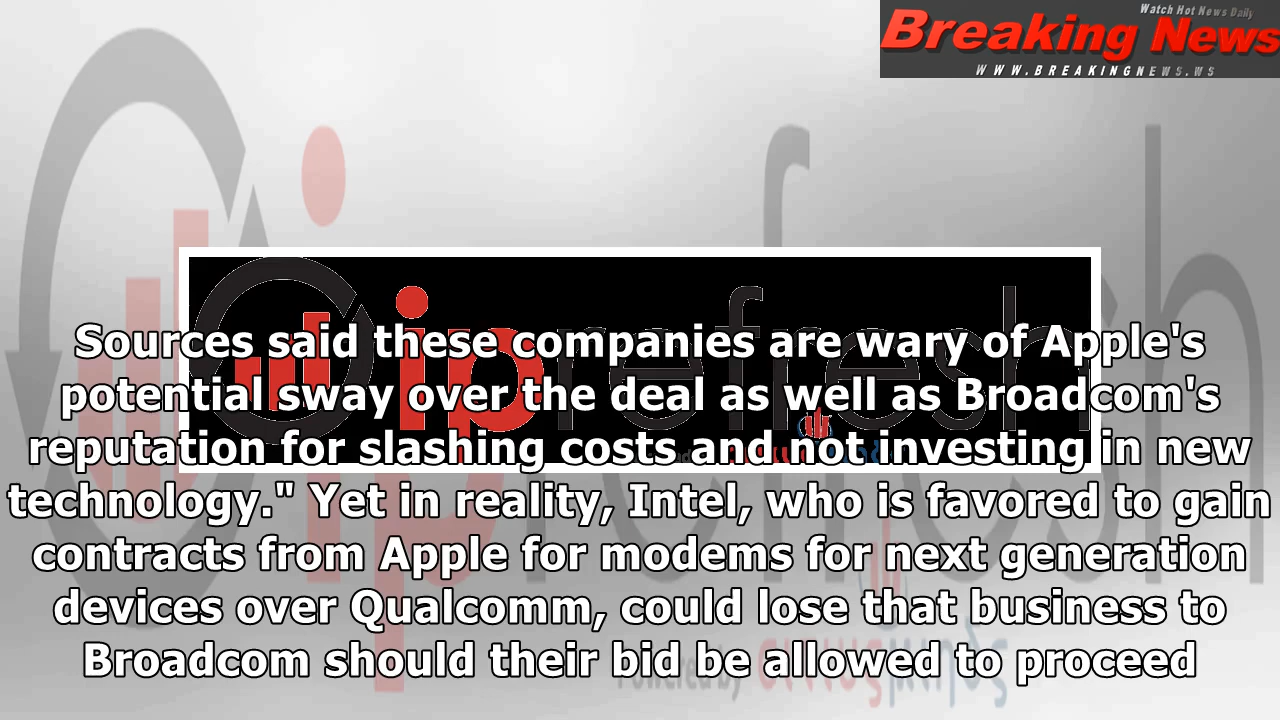 Watch Hot News Daily
Breaking News
WWW.BREAKINGNEWS.WS
iprefresh
Sources said these companies are wary of Apple's
potential sway over the deal as well as Broadcom's
reputation for slashing costs and not investing in new
technology." Yet in reality, Intel, who is favored to gain
contracts from Apple for modems for next generation
devices over Qualcomm, could lose that business to
Broadcom should their bid be allowed to proceed
Powered by